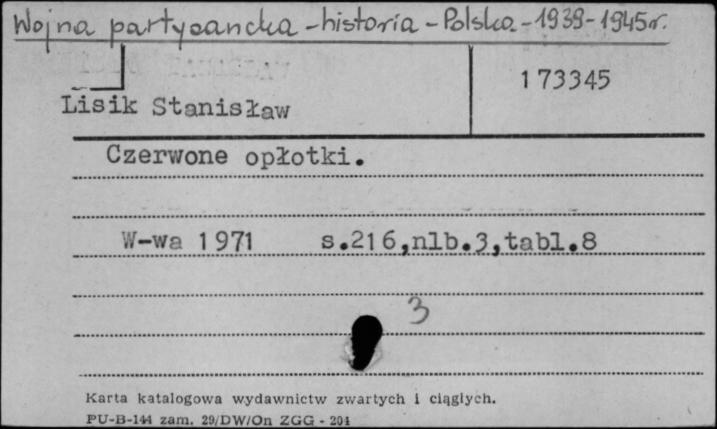 Wojna partyzancka - historia - Polska - 1939-1945r.
173345
Lisik Stanisław
Czerwone opłotki.
W-wa 1971 s.216,nlb.3,tabl.8
3
Karta katalogowa wydawnictw zwartych i ciągłych.
PU-B-144 zam. 29/DW/On ZGG - 204